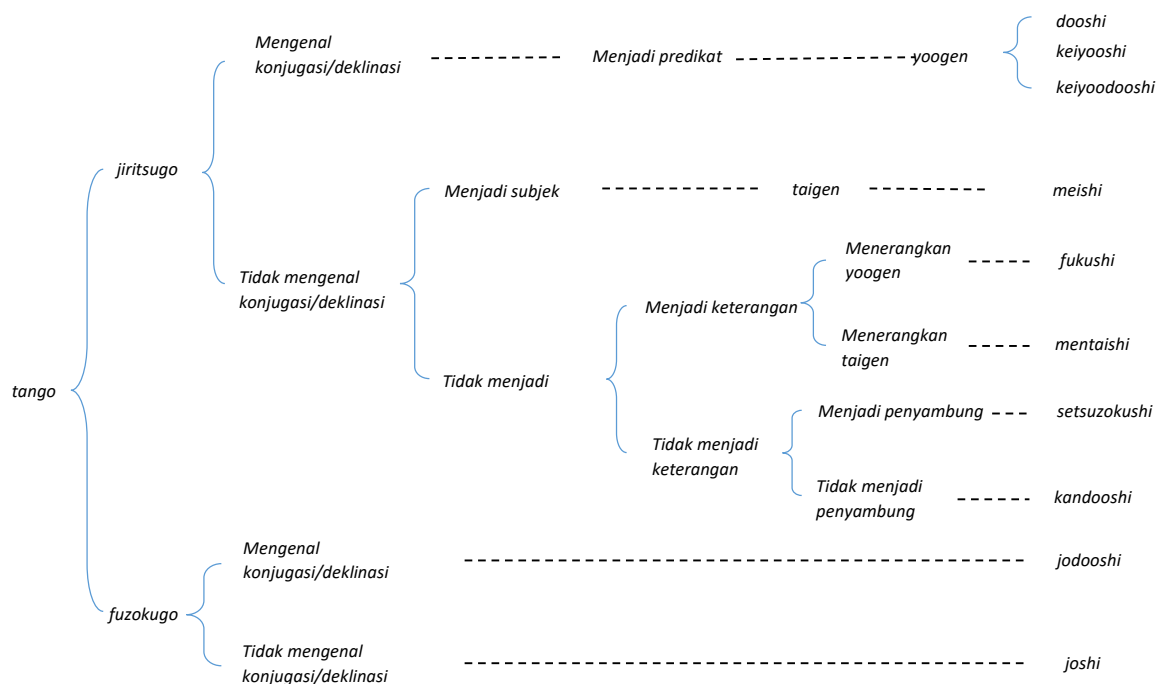 dooshi
Mengenal
konjugasi/deklinasi
Menjadi predikat
yoogen
keiyooshi
keiyoodooshi
jiritsugo
Menjadi subjek
taigen
meishi
Tidak mengenal
konjugasi/deklinasi
Menerangkan
yoogen
fukushi
Menjadi keterangan
Menerangkan
taigen
mentaishi
Tidak menjadi
tango
Menjadi penyambung
setsuzokushi
Tidak menjadi
keterangan
Tidak menjadi
penyambung
kandooshi
Mengenal
konjugasi/deklinasi
jodooshi
fuzokugo
Tidak mengenal
konjugasi/deklinasi
joshi